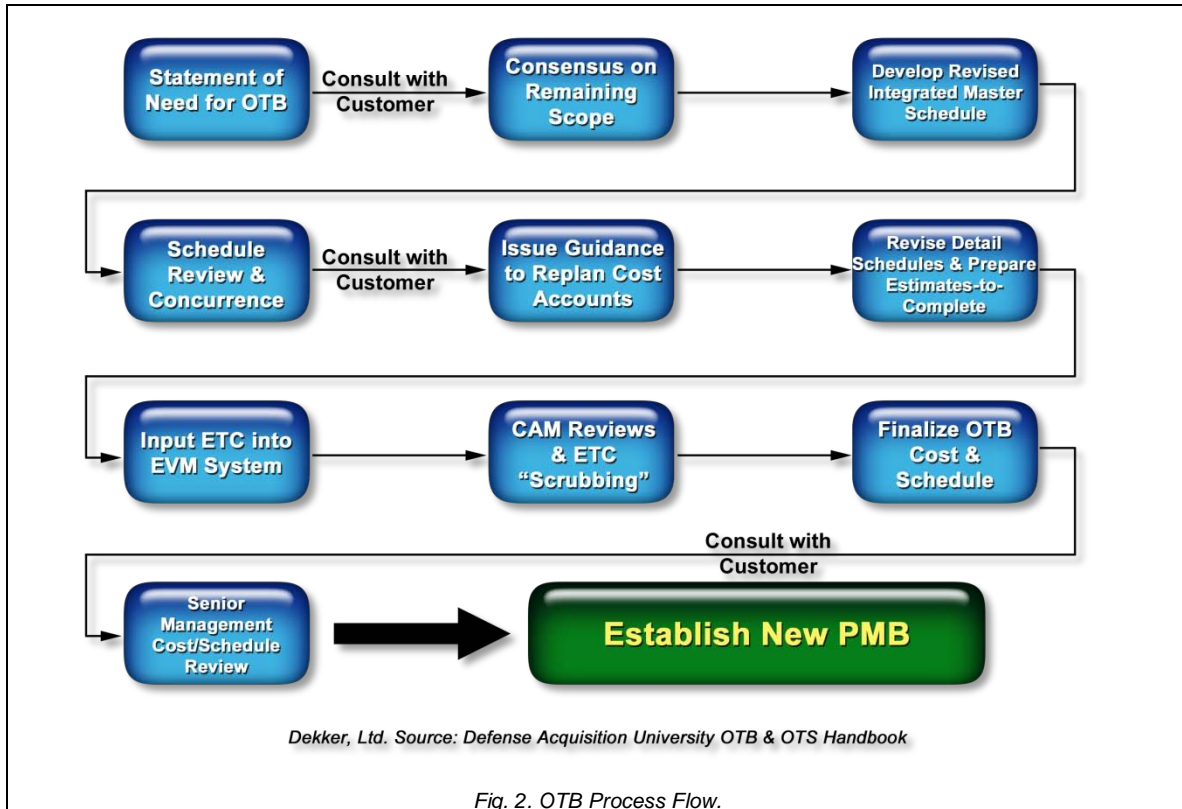 Statement of
Need for OTB
Consult with
Customer
Consensus on
Remaining
Scope
Develop Revised
Integrated Master
Schedule
Schedule
Review &
Concurrence
Consult with
Customer
Issue Guidance
to Replan Cost
Accounts
Revise Detail
Schedules & Prepare
Estimates-to-
Complete
Input ETC into
EVM System
CAM Reviews
& ETC
“Scrubbing”
Finalize OTB
Cost &
Schedule
Consult with
Customer
Senior
Management
Cost/Schedule
Review
Establish New PMB
Dekker, Ltd. Source: Defense Acquisition University OTB & OTS Handbook
Fig. 2. OTB Process Flow.